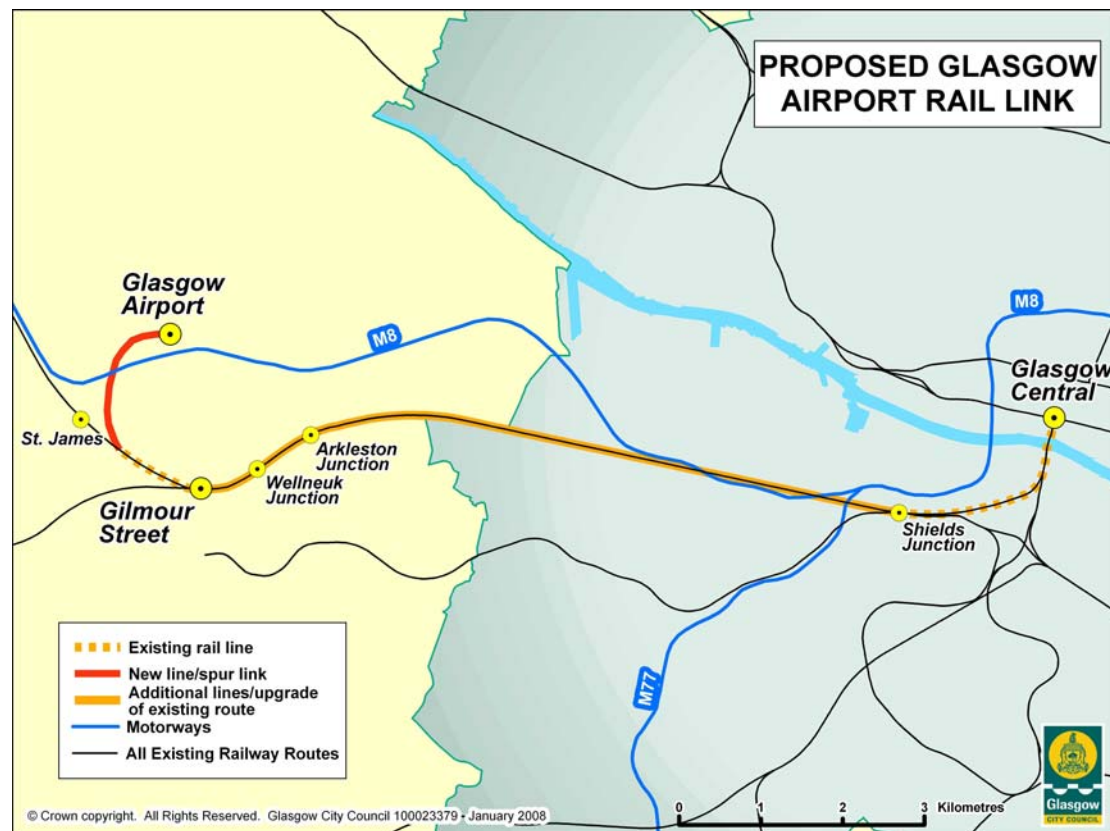 PROPOSED GLASGOW
AIRPORT RAIL LINK
M8
Glasgow
Airport
M8
Glasgow
Central
St. James
Arkleston
Junction
Wellneuk
Junction
Gilmour
Street
Shields
Junction
M77
Existing rail line
New line/spur link
Additional lines/upgrade
of existing route
Motorways
All Existing Railway Routes
0 1 2 3 Kilometres
Glasgow
CITY COUNCIL
© Crown copyright. All Rights Reserved. Glasgow City Council 100023379 - January 2008